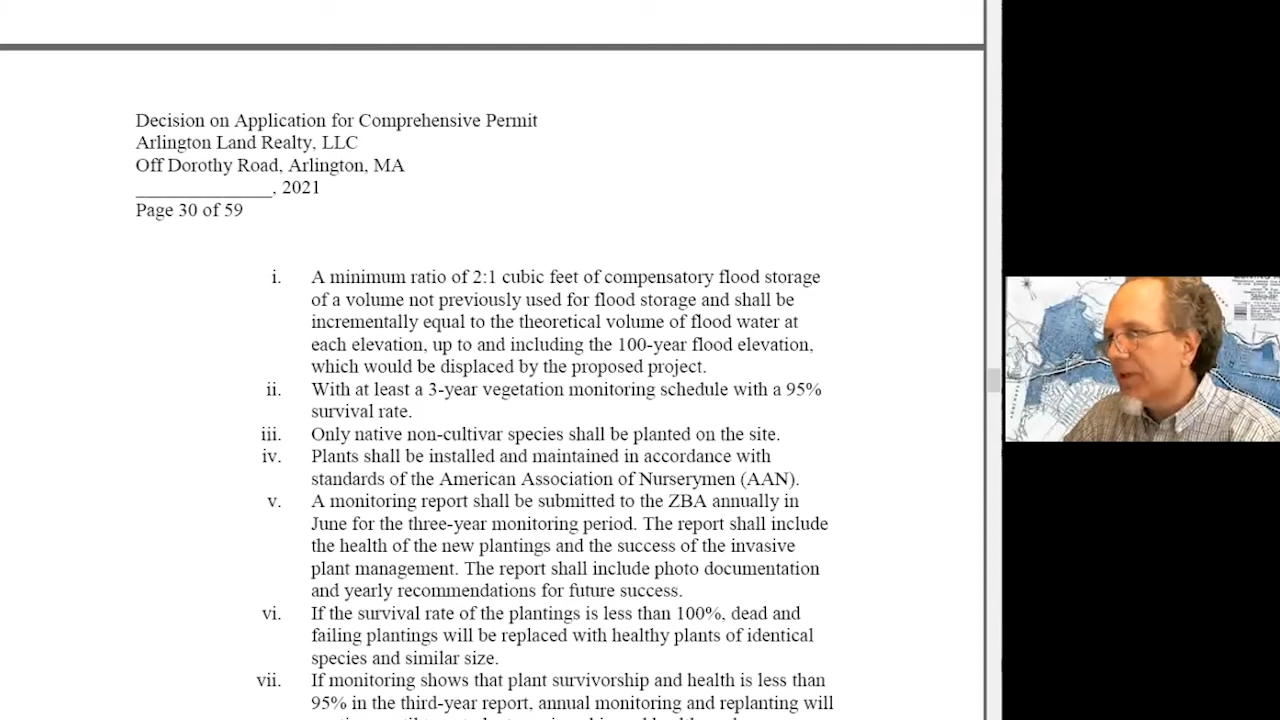 Decision on Application for Comprehensive Permit
Arlington Land Realty, LLC
Off Dorothy Road, Arlington, MA
_______________, 2021
Page 30 of 59
i. A minimum ratio of 2:1 cubic feet of compensatory flood storage
of a volume not previously used for flood storage and shall be
incrementally equal to the theoretical volume of flood water at
each elevation, up to and including the 100-year flood elevation,
which would be displaced by the proposed project.
ii. With at least a 3-year vegetation monitoring schedule with a 95%
survival rate.
iii. Only native non-cultivar species shall be planted on the site.
iv. Plants shall be installed and maintained in accordance with
standards of the American Association of Nurserymen (AAN).
v. A monitoring report shall be submitted to the ZBA annually in
June for the three-year monitoring period. The report shall include
the health of the new plantings and the success of the invasive
plant management. The report shall include photo documentation
and yearly recommendations for future success.
vi. If the survival rate of the plantings is less than 100%, dead and
failing plantings will be replaced with healthy plants of identical
species and similar size.
vii. If monitoring shows that plant survivorship and health is less than
95% in the third-year report, annual monitoring and replanting will